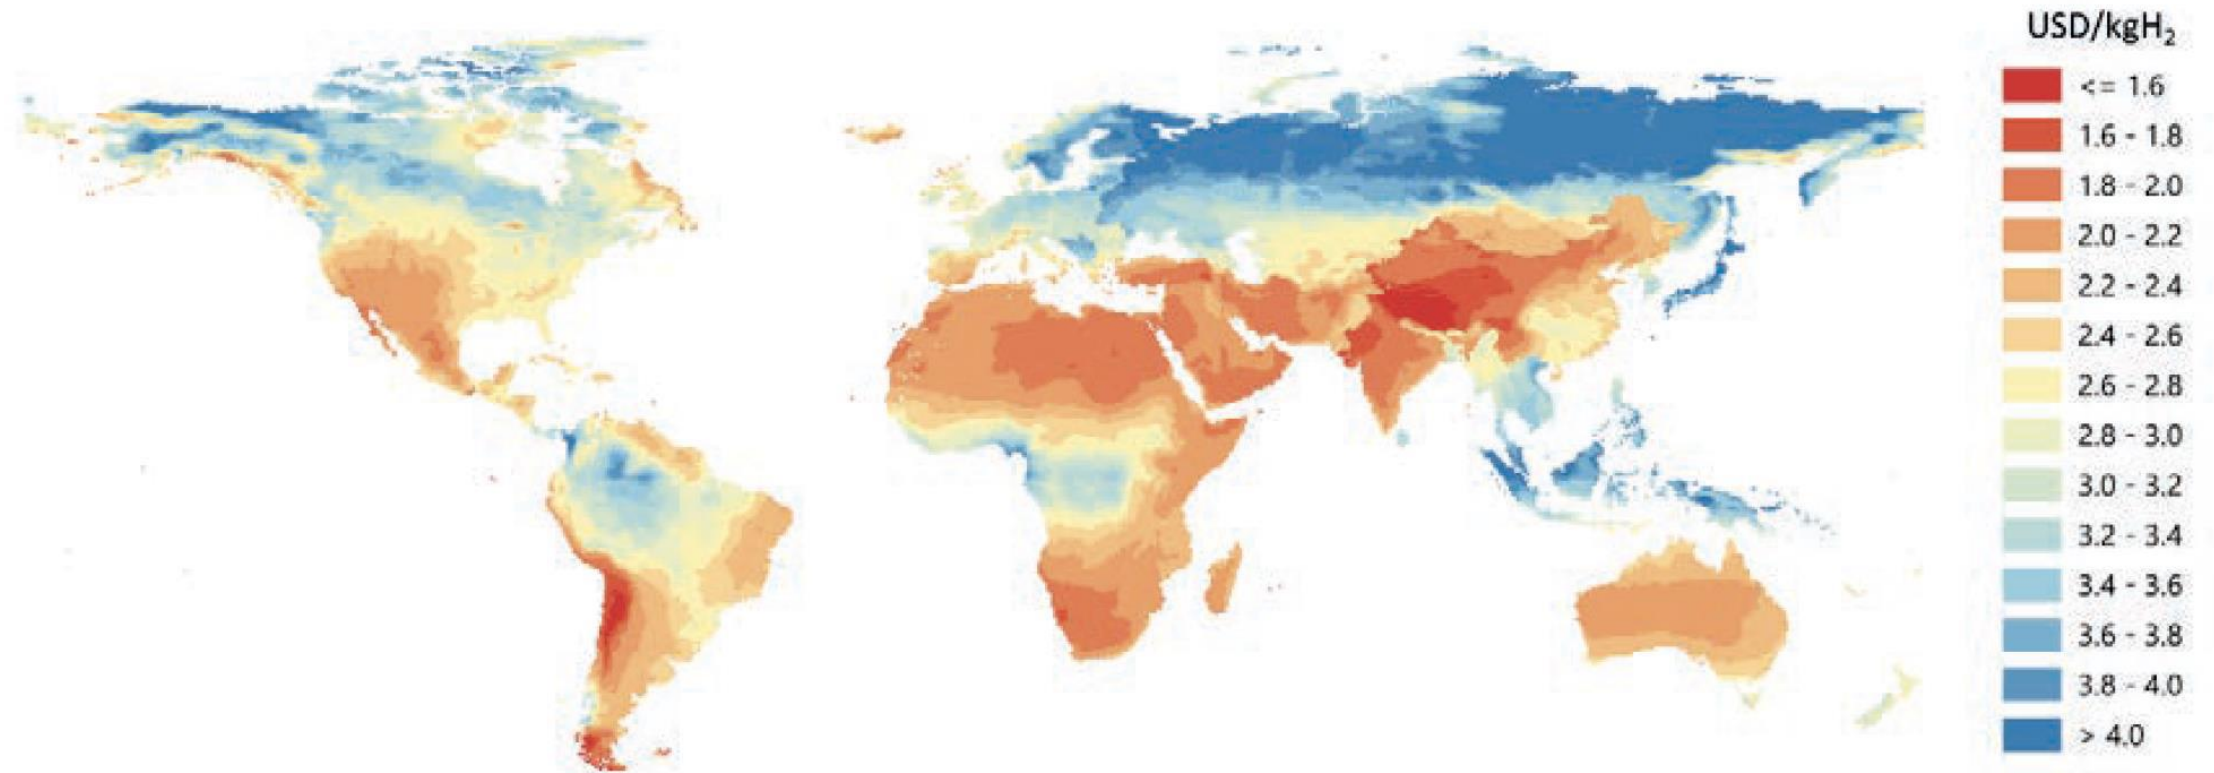 USD/kgH₂
<= 1.6
1.6 - 1.8
1.8 - 2.0
2.0 - 2.2
2.2 - 2.4
2.4 - 2.6
2.6 - 2.8
2.8 - 3.0
3.0 - 3.2
3.2 - 3.4
3.4 - 3.6
3.6 - 3.8
3.8 - 4.0
> 4.0